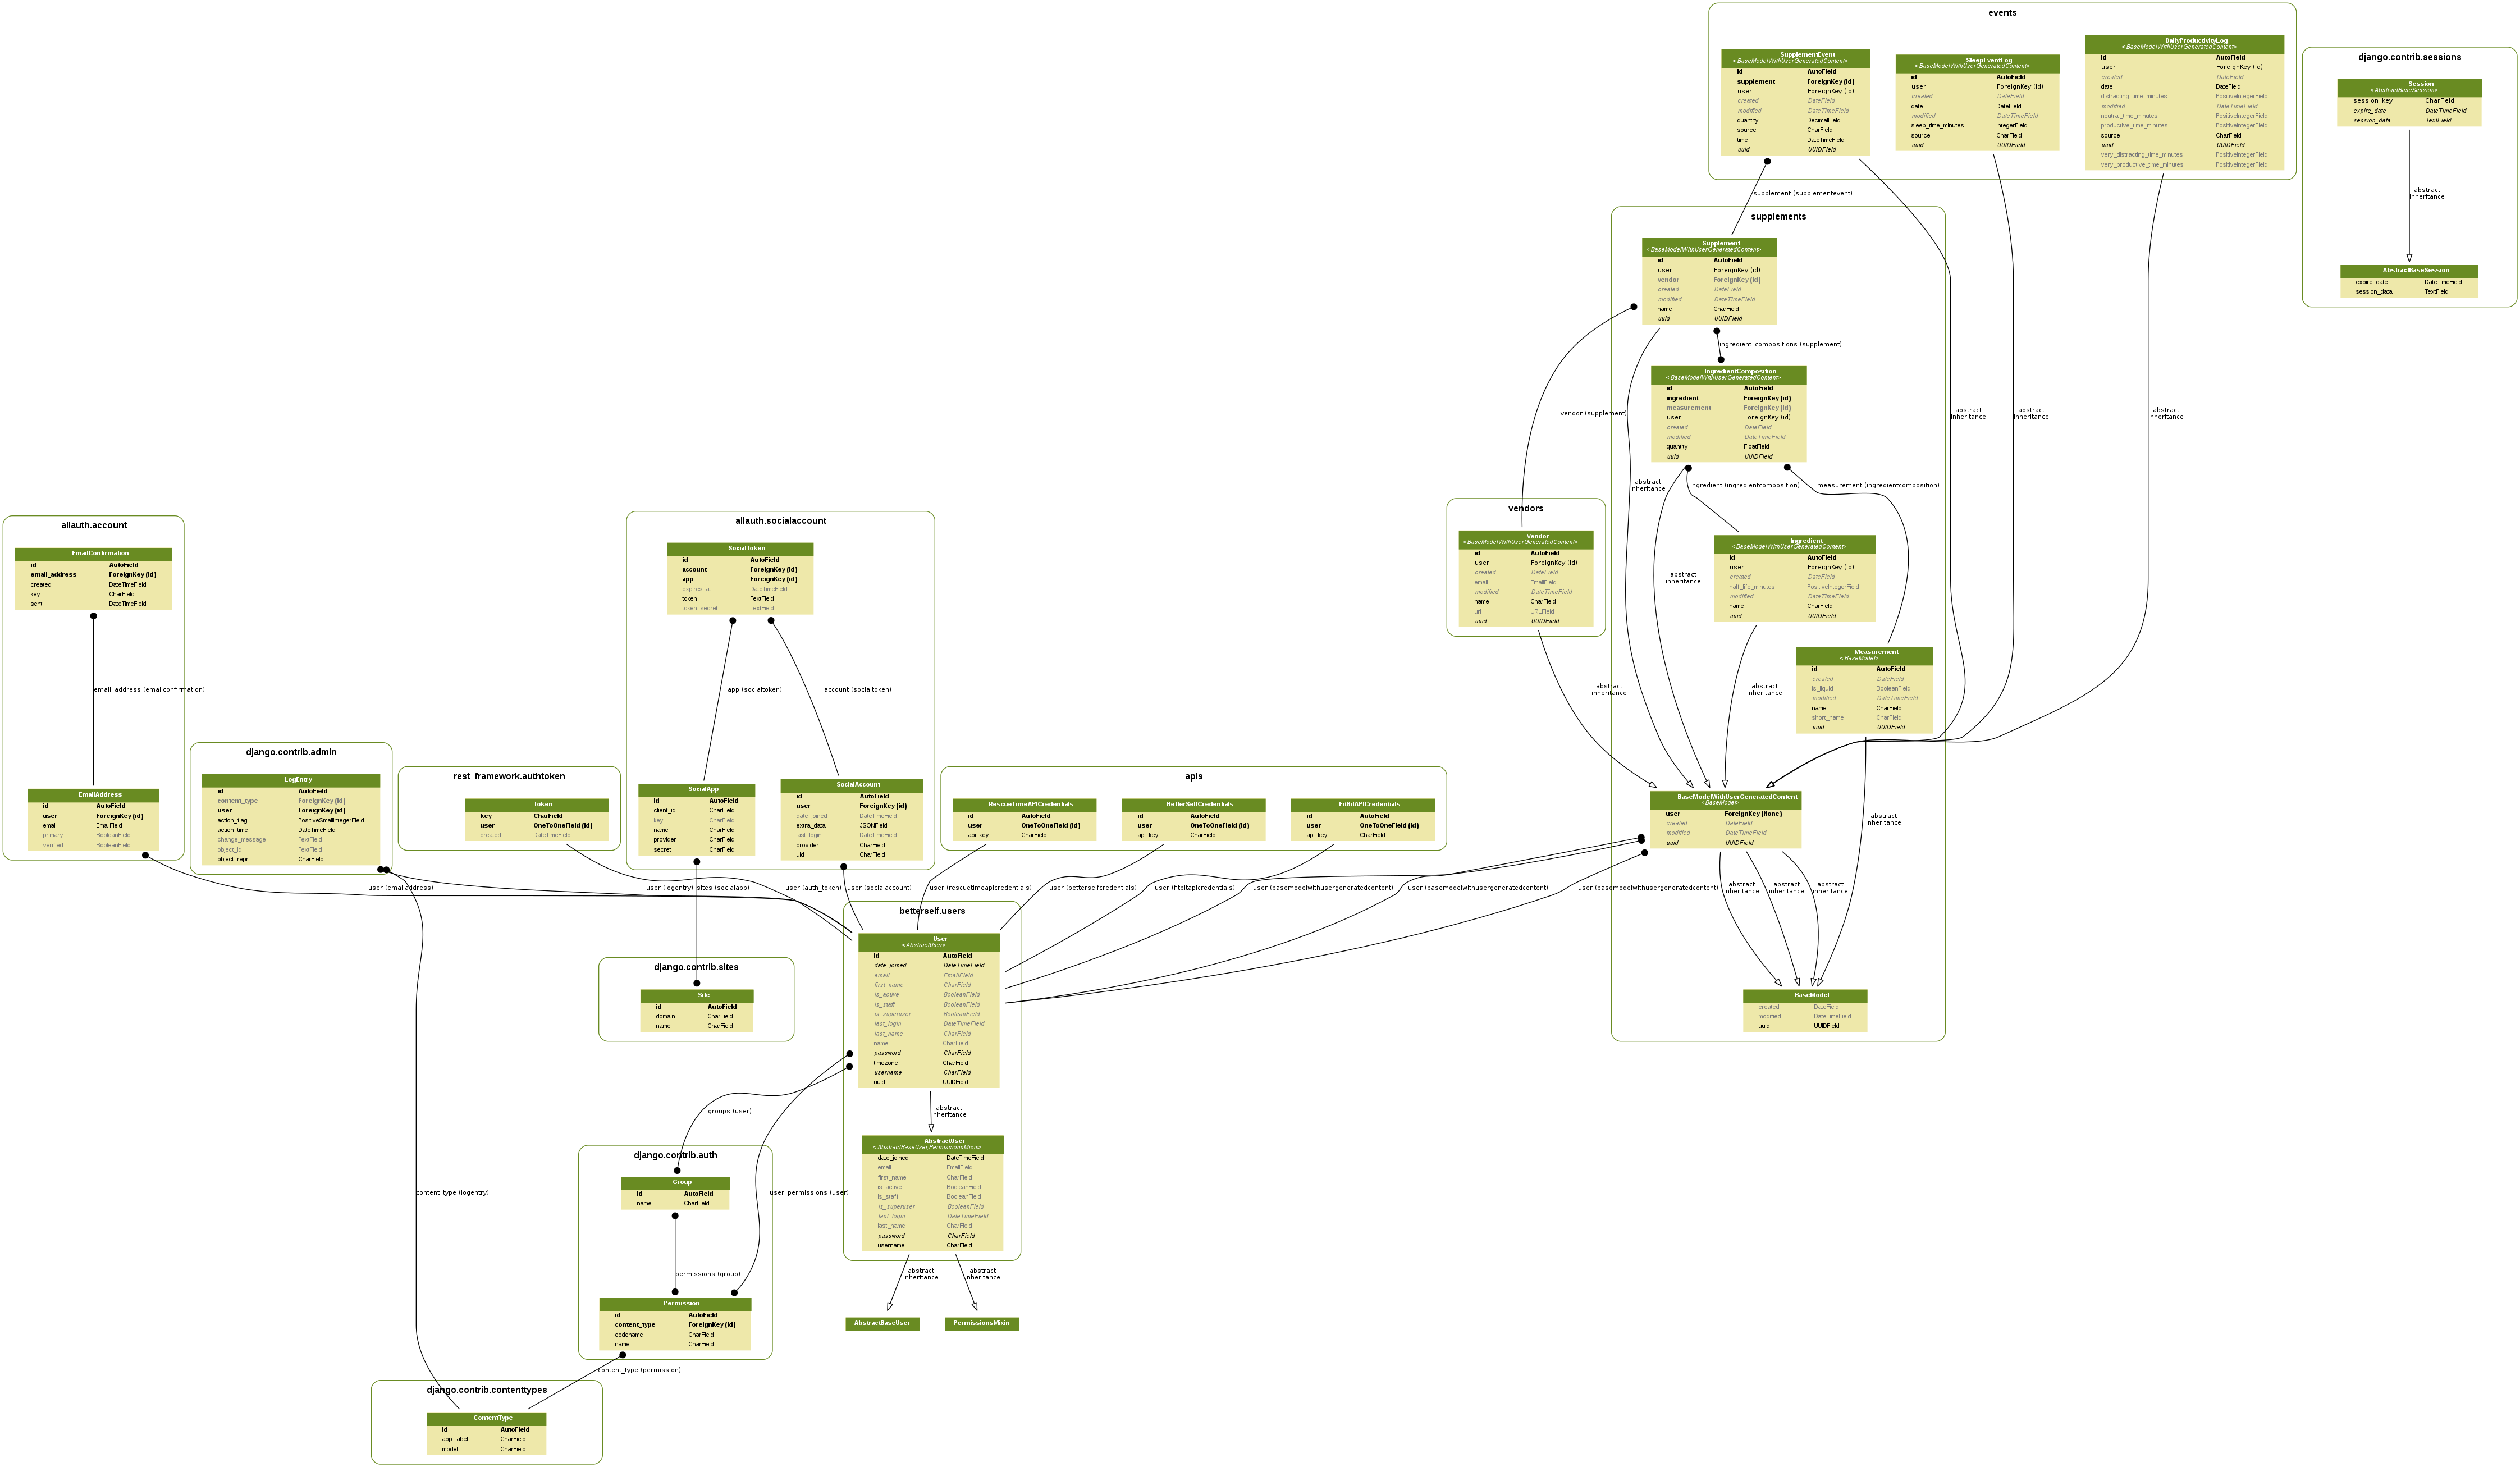 events
SupplementEvent
<BaseModelWithUserGeneratedContent>
id AutoField
supplement ForeignKey (id)
user ForeignKey (id)
created DateField
modified DateTimeField
quantity DecimalField
source CharField
time DateTimeField
uuid UUIDField
SleepEventLog
<BaseModelWithUserGeneratedContent>
id AutoField
user ForeignKey (id)
created DateField
date DateField
modified DateTimeField
sleep_time_minutes IntegerField
source CharField
uuid UUIDField
DailyProductivityLog
<BaseModelWithUserGeneratedContent>
id AutoField
user ForeignKey (id)
created DateField
date DateField
distracting_time_minutes PositiveIntegerField
modified DateTimeField
neutral_time_minutes PositiveIntegerField
productive_time_minutes PositiveIntegerField
source CharField
uuid UUIDField
very_distracting_time_minutes PositiveIntegerField
very_productive_time_minutes PositiveIntegerField
django.contrib.sessions
Session
<AbstractBaseSession>
session_key CharField
expire_date DateTimeField
session_data TextField
abstract
inheritance
AbstractBaseSession
expire_date DateTimeField
session_data TextField
supplement (supplementevent)
supplements
Supplement
<BaseModelWithUserGeneratedContent>
id AutoField
user ForeignKey (id)
vendor ForeignKey (id)
created DateField
modified DateTimeField
name CharField
uuid UUIDField
ingredient_compositions (supplement)
IngredientComposition
<BaseModelWithUserGeneratedContent>
id AutoField
ingredient ForeignKey (id)
measurement ForeignKey (id)
user ForeignKey (id)
created DateField
modified DateTimeField
quantity FloatField
uuid UUIDField
vendor (supplement)
abstract
inheritance
abstract
inheritance
abstract
inheritance
abstract
inheritance
ingredient (ingredientcomposition)
measurement (ingredientcomposition)
vendors
Vendor
<BaseModelWithUserGeneratedContent>
id AutoField
user ForeignKey (id)
created DateField
email EmailField
modified DateTimeField
name CharField
url URLField
uuid UUIDField
Ingredient
<BaseModelWithUserGeneratedContent>
id AutoField
user ForeignKey (id)
created DateField
half_life_minutes PositiveIntegerField
modified DateTimeField
name CharField
uuid UUIDField
abstract
inheritance
Measurement
<BaseModel>
id AutoField
created DateField
is_liquid BooleanField
modified DateTimeField
name CharField
short_name CharField
uuid UUIDField
abstract
inheritance
abstract
inheritance
BaseModelWithUserGeneratedContent
<BaseModel>
user ForeignKey (None)
created DateField
modified DateTimeField
uuid UUIDField
abstract
inheritance
abstract
inheritance
abstract
inheritance
abstract
inheritance
BaseModel
created DateField
modified DateTimeField
uuid UUIDField
allauth.account
EmailConfirmation
id AutoField
email_address ForeignKey (id)
created DateTimeField
key CharField
sent DateTimeField
email_address (emailconfirmation)
EmailAddress
id AutoField
user ForeignKey (id)
email EmailField
primary BooleanField
verified BooleanField
django.contrib.admin
LogEntry
id AutoField
content_type ForeignKey (id)
user ForeignKey (id)
action_flag PositiveSmallIntegerField
action_time DateTimeField
change_message TextField
object_id TextField
object_repr CharField
rest_framework.authtoken
Token
key CharField
user OneToOneField (id)
created DateTimeField
allauth.socialaccount
SocialToken
id AutoField
account ForeignKey (id)
app ForeignKey (id)
expires_at DateTimeField
token TextField
token_secret TextField
app (socialtoken)
account (socialtoken)
SocialApp
id AutoField
client_id CharField
key CharField
name CharField
provider CharField
secret CharField
SocialAccount
id AutoField
user ForeignKey (id)
date_joined DateTimeField
extra_data JSONField
last_login DateTimeField
provider CharField
uid CharField
apis
RescueTimeAPICredentials
id AutoField
user OneToOneField (id)
api_key CharField
BetterSelfCredentials
id AutoField
user OneToOneField (id)
api_key CharField
FitBitAPICredentials
id AutoField
user OneToOneField (id)
api_key CharField
user (emailaddress)
user (logentry)
sites (socialapp)
user (auth_token)
user (socialaccount)
user (rescuetimeapicredentials)
user (betterselfcredentials)
user (fitbitapicredentials)
user (basemodelwithusergeneratedcontent)
user (basemodelwithusergeneratedcontent)
user (basemodelwithusergeneratedcontent)
betterself.users
User
<AbstractUser>
id AutoField
date_joined DateTimeField
email EmailField
first_name CharField
is_active BooleanField
is_staff BooleanField
is_superuser BooleanField
last_login DateTimeField
last_name CharField
name CharField
password CharField
timezone CharField
username CharField
uuid UUIDField
abstract
inheritance
AbstractUser
<AbstractBaseUser,PermissionsMixin>
date_joined DateTimeField
email EmailField
first_name CharField
is_active BooleanField
is_staff BooleanField
is_superuser BooleanField
last_login DateTimeField
last_name CharField
password CharField
username CharField
abstract
inheritance
abstract
inheritance
AbstractBaseUser
PermissionsMixin
django.contrib.sites
Site
id AutoField
domain CharField
name CharField
groups (user)
django.contrib.auth
Group
id AutoField
name CharField
user_permissions (user)
permissions (group)
Permission
id AutoField
content_type ForeignKey (id)
codename CharField
name CharField
content_type (logentry)
content_type (permission)
django.contrib.contenttypes
ContentType
id AutoField
app_label CharField
model CharField